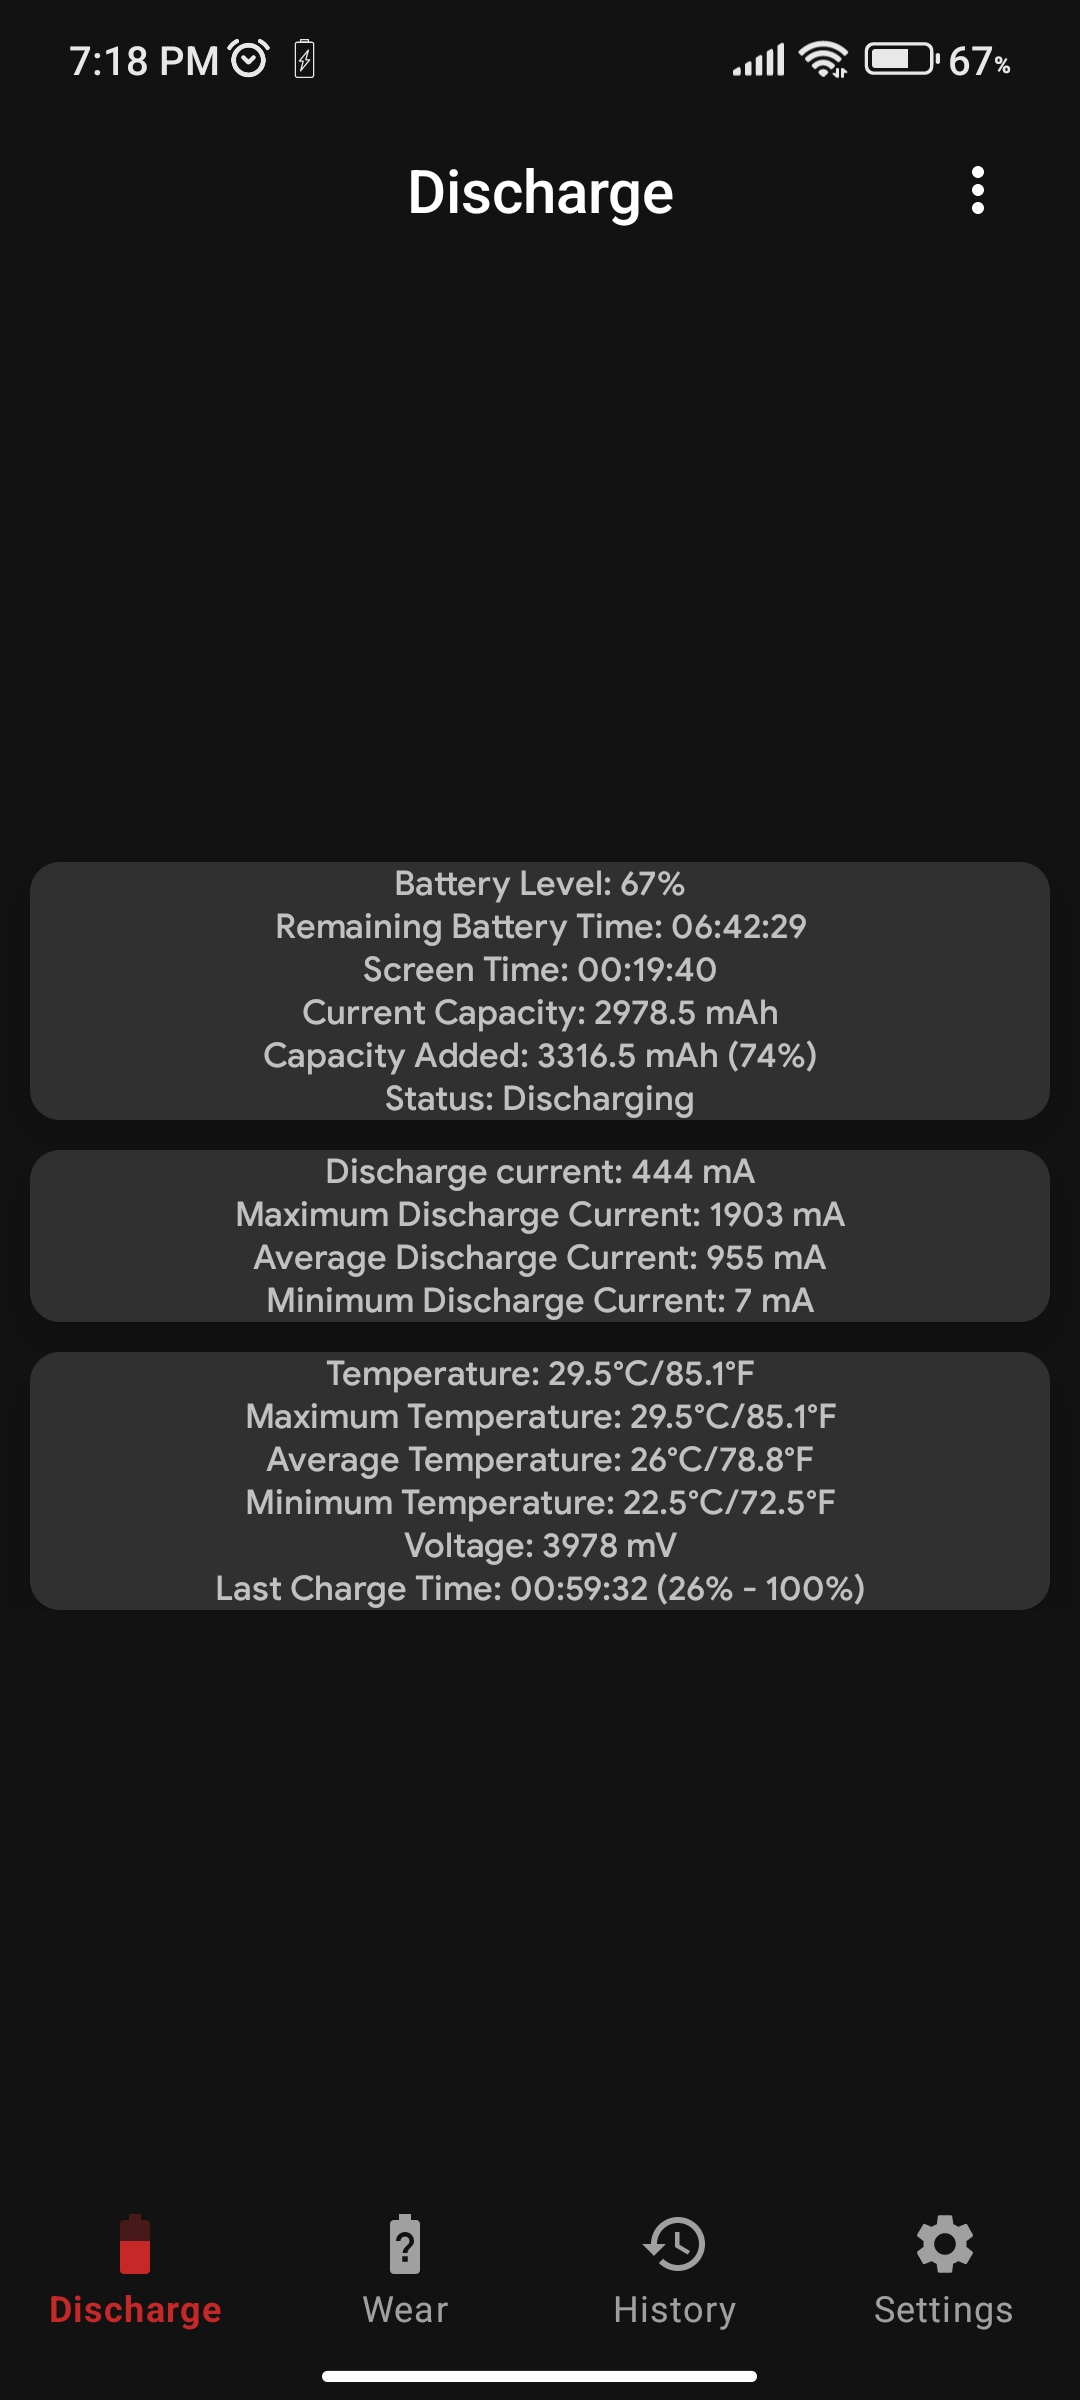 7:18 PM 67%
Discharge
Battery Level: 67%
Remaining Battery Time: 06:42:29
Screen Time: 00:19:40
Current Capacity: 2978.5 mAh
Capacity Added: 3316.5 mAh (74%)
Status: Discharging
Discharge current: 444 mA
Maximum Discharge Current: 1903 mA
Average Discharge Current: 955 mA
Minimum Discharge Current: 7 mA
Temperature: 29.5°C/85.1°F
Maximum Temperature: 29.5°C/85.1°F
Average Temperature: 26°C/78.8°F
Minimum Temperature: 22.5°C/72.5°F
Voltage: 3978 mV
Last Charge Time: 00:59:32 (26% - 100%)
Discharge Wear History Settings